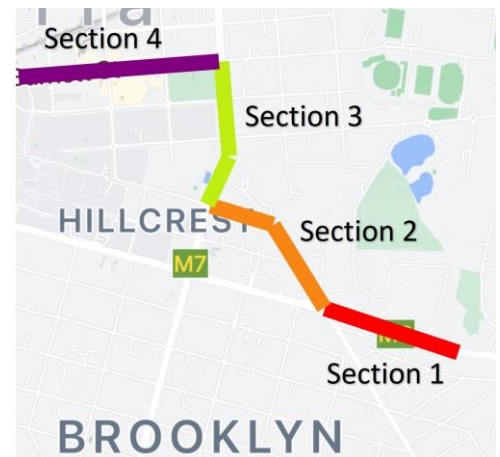 Section 4
Section 3
HILLCREST
Section 2
M7
Section 1
BROOKLYN